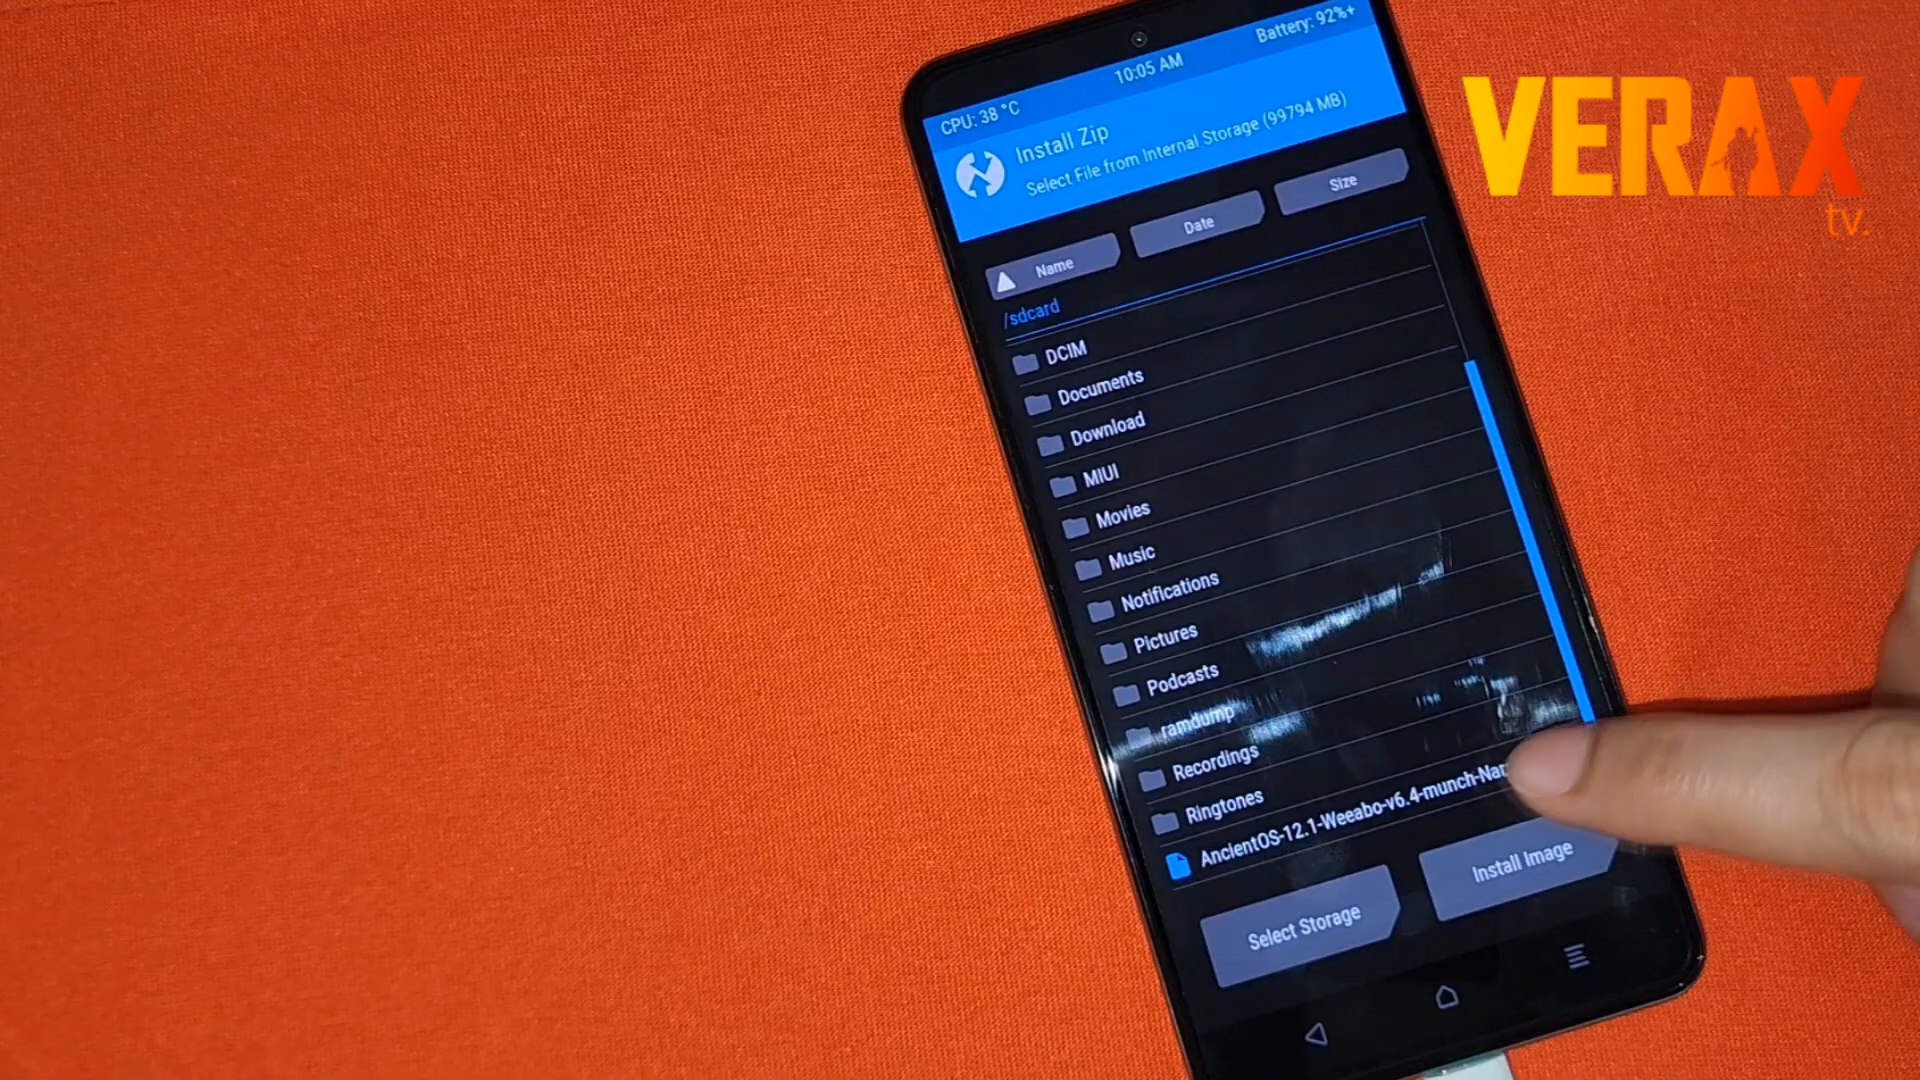 Battery: 92%+
10:05 AM
CPU: 38 °C
Install Zip
Select File from Internal Storage (99794 MB)
Name
Date
Size
/sdcard
DCIM
Documents
Download
MIUI
Movies
Music
Notifications
Pictures
Podcasts
ramdump
Recordings
Ringtones
AncientOS-12.1-Weeabo-v6.4-munch-
Select Storage
Install Image
VERAX
tv.